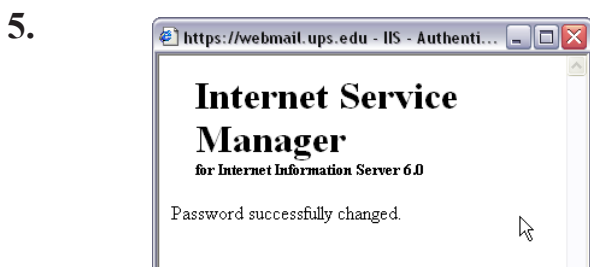 5.
https://webmail.ups.edu - IIS - Authenti...
Internet Service
Manager
for Internet Information Server 6.0
Password successfully changed.